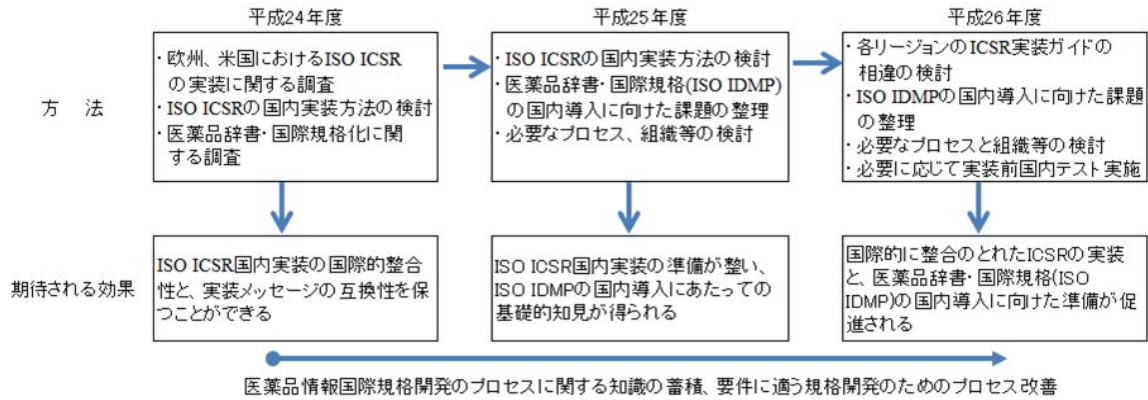 平成24年度
平成25年度
平成26年度
方 法
・欧州、米国におけるISO ICSR
の実装に関する調査
・ISO ICSRの国内実装方法の検討
・医薬品辞書・国際規格化に関
する調査
・ISO ICSRの国内実装方法の検討
・医薬品辞書・国際規格(ISO IDMP)
の国内導入に向けた課題の整理
・必要なプロセス、組織等の検討
・各リージョンのICSR実装ガイドの
相違の検討
・ISO IDMPの国内導入に向けた課題
の整理
・必要なプロセスと組織等の検討
・必要に応じて実装前国内テスト実施
期待される効果
ISO ICSR国内実装の国際的整合
性と、実装メッセージの互換性を保
つことができる
ISO ICSR国内実装の準備が整い、
ISO IDMPの国内導入にあたっての
基礎的知見が得られる
国際的に整合のとれたICSRの実装
と、医薬品辞書・国際規格(ISO
IDMP)の国内導入に向けた準備が促
進される
医薬品情報国際規格開発のプロセスに関する知識の蓄積、要件に適う規格開発のためのプロセス改善